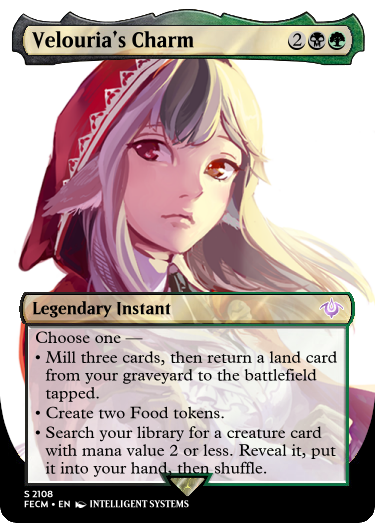 Velouria's Charm 2
Legendary Instant
Choose one —
• Mill three cards, then return a land card
from your graveyard to the battlefield
tapped.
• Create two Food tokens.
• Search your library for a creature card
with mana value 2 or less. Reveal it, put
it into your hand, then shuffle.
S 2108
FECM • EN INTELLIGENT SYSTEMS